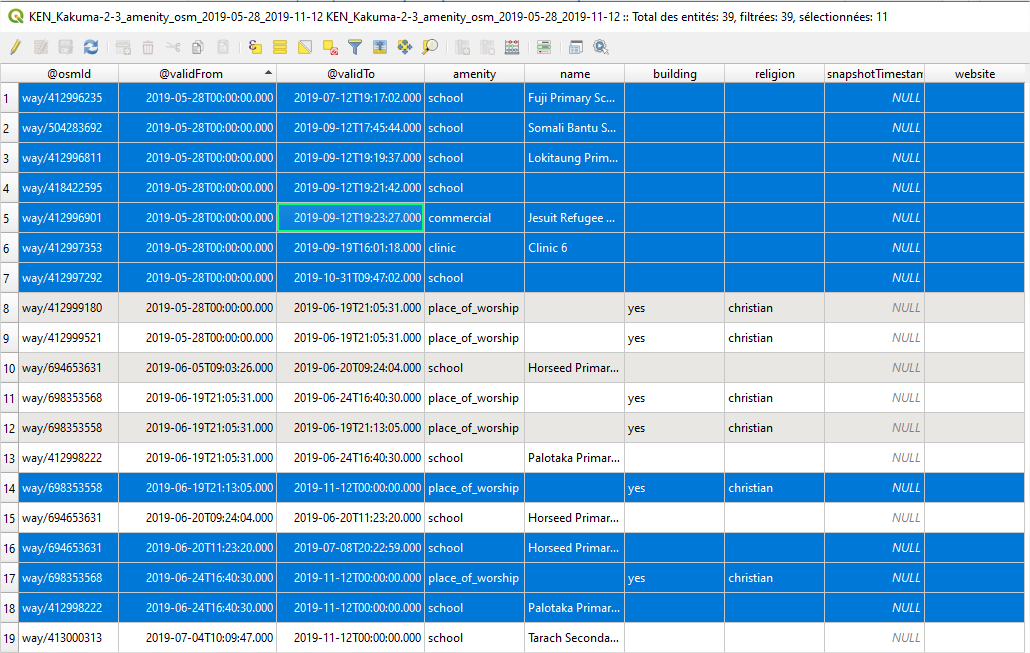 KEN_Kakuma-2-3_amenity_osm_2019-05-28_2019-11-12 KEN_Kakuma-2-3_amenity_osm_2019-05-28_2019-11-12 :: Total des entités: 39, filtrées: 39, sélectionnées: 11
@osmId @validFrom @validTo amenity name building religion snapshotTimestam website
1 way/412996235 2019-05-28T00:00:00.000 2019-07-12T19:17:02.000 school Fuji Primary Sc... NULL
2 way/504283692 2019-05-28T00:00:00.000 2019-09-12T17:45:44.000 school Somali Bantu S... NULL
3 way/412996811 2019-05-28T00:00:00.000 2019-09-12T19:19:37.000 school Lokitaung Prim... NULL
4 way/418422595 2019-05-28T00:00:00.000 2019-09-12T19:21:42.000 school NULL
5 way/412996901 2019-05-28T00:00:00.000 2019-09-12T19:23:27.000 commercial Jesuit Refugee ... NULL
6 way/412997353 2019-05-28T00:00:00.000 2019-09-19T16:01:18.000 clinic Clinic 6 NULL
7 way/412997292 2019-05-28T00:00:00.000 2019-10-31T09:47:02.000 school NULL
8 way/412999180 2019-05-28T00:00:00.000 2019-06-19T21:05:31.000 place_of_worship yes christian NULL
9 way/412999521 2019-05-28T00:00:00.000 2019-06-19T21:05:31.000 place_of_worship yes christian NULL
10 way/694653631 2019-06-05T09:03:26.000 2019-06-20T09:24:04.000 school Horseed Primar... NULL
11 way/698353568 2019-06-19T21:05:31.000 2019-06-24T16:40:30.000 place_of_worship yes christian NULL
12 way/698353558 2019-06-19T21:05:31.000 2019-06-19T21:13:05.000 place_of_worship yes christian NULL
13 way/412998222 2019-06-19T21:05:31.000 2019-06-24T16:40:30.000 school Palotaka Primar... NULL
14 way/698353558 2019-06-19T21:13:05.000 2019-11-12T00:00:00.000 place_of_worship yes christian NULL
15 way/694653631 2019-06-20T09:24:04.000 2019-06-20T11:23:20.000 school Horseed Primar... NULL
16 way/694653631 2019-06-20T11:23:20.000 2019-07-08T20:22:59.000 school Horseed Primar... NULL
17 way/698353568 2019-06-24T16:40:30.000 2019-11-12T00:00:00.000 place_of_worship yes christian NULL
18 way/412998222 2019-06-24T16:40:30.000 2019-11-12T00:00:00.000 school Palotaka Primar... NULL
19 way/413000313 2019-07-04T10:09:47.000 2019-11-12T00:00:00.000 school Tarach Seconda... NULL